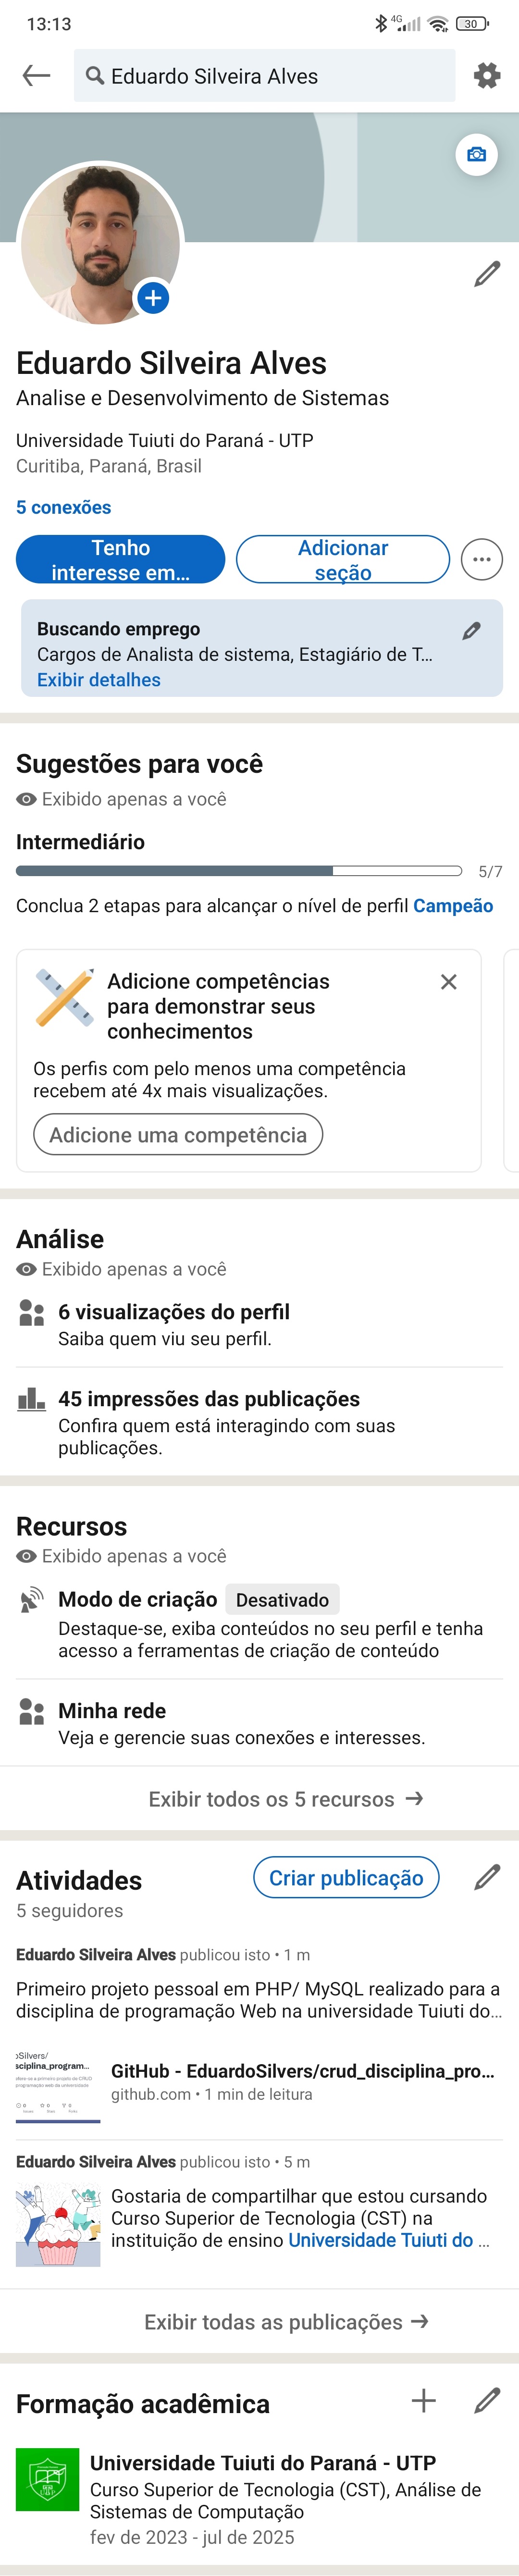 13:13
4G
30
Eduardo Silveira Alves
Eduardo Silveira Alves
Analise e Desenvolvimento de Sistemas
Universidade Tuiuti do Paraná - UTP
Curitiba, Paraná, Brasil
5 conexões
Tenho
interesse em...
Adicionar
seção
Buscando emprego
Cargos de Analista de sistema, Estagiário de T...
Exibir detalhes
Sugestões para você
Exibido apenas a você
Intermediário
5/7
Conclua 2 etapas para alcançar o nível de perfil Campeão
Adicione competências
para demonstrar seus
conhecimentos
Os perfis com pelo menos uma competência
recebem até 4x mais visualizações.
Adicione uma competência
Análise
Exibido apenas a você
6 visualizações do perfil
Saiba quem viu seu perfil.
45 impressões das publicações
Confira quem está interagindo com suas
publicações.
Recursos
Exibido apenas a você
Modo de criação Desativado
Destaque-se, exiba conteúdos no seu perfil e tenha
acesso a ferramentas de criação de conteúdo
Minha rede
Veja e gerencie suas conexões e interesses.
Exibir todos os 5 recursos
Atividades
Criar publicação
5 seguidores
Eduardo Silveira Alves publicou isto • 1 m
Primeiro projeto pessoal em PHP/ MySQL realizado para a
disciplina de programação Web na universidade Tuiuti do...
GitHub - EduardoSilvers/crud_disciplina_pro...
github.com • 1 min de leitura
Eduardo Silveira Alves publicou isto • 5 m
Gostaria de compartilhar que estou cursando
Curso Superior de Tecnologia (CST) na
instituição de ensino Universidade Tuiuti do ...
Exibir todas as publicações
Formação acadêmica
Universidade Tuiuti do Paraná - UTP
Curso Superior de Tecnologia (CST), Análise de
Sistemas de Computação
fev de 2023 - jul de 2025